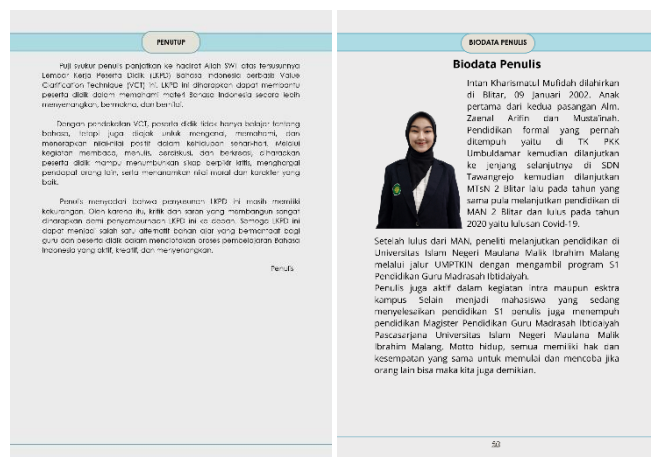 PENUTUP
Puji syukur penulis panjatkan ke hadirat Allah SWT atas tersusunnya
Lembar Kerja Peserta Didik (LKPD) Bahasa Indonesia berbasis Value
Clarification Technique (VCT) ini. LKPD ini diharapkan dapat membantu
peserta didik dalam memahami materi Bahasa Indonesia secara lebih
menyenangkan, bermakna, dan bernilai.
Dengan pendekatan VCT, peserta didik tidak hanya belajar tentang
bahasa, tetapi juga diajak untuk mengenai, memahami, dan
menerapkan nilai-nilai positif dalam kehidupan sehari-hari. Melalui
kegiatan membaca, menulis, berdiskusi, dan berkreasi, diharapkan
peserta didik mampu menumbuhkan sikap berpikir kritis, menghargai
pendapat orang lain, serta menanamkan nilai moral dan karakter yang
baik.
Penulis menyadari bahwa penyusunan LKPD ini masih memiliki
kekurangan. Oleh karena itu, kritik dan saran yang membangun sangat
diharapkan demi penyempurnaan LKPD ini ke depan. Semoga LKPD ini
dapat menjadi salah satu alternatif bahan ajar yang bermanfaat bagi
guru dan peserta didik dalam menciptakan proses pembelajaran Bahasa
Indonesia yang aktif, kreatif, dan menyenangkan.
Penulis
BIODATA PENULIS
Biodata Penulis
Intan Kharismatul Mufidah dilahirkan
di Blitar, 09 Januari 2002. Anak
pertama dari kedua pasangan Alm.
Zaenal Arifin dan Musta'inah.
Pendidikan formal yang pernah
ditempuh yaitu di TK PKK
Umbuldamar kemudian dilanjutkan
ke jenjang selanjutnya di SDN
Tawangrejo kemudian dilanjutkan
MTsN 2 Blitar lalu pada tahun yang
sama pula melanjutkan pendidikan di
MAN 2 Blitar dan lulus pada tahun
2020 yaitu lulusan Covid-19.
Setelah lulus dari MAN, peneliti melanjutkan pendidikan di
Universitas Islam Negeri Maulana Malik Ibrahim Malang
melalui jalur UMPTKIN dengan mengambil program S1
Pendidikan Guru Madrasah Ibtidaiyah.
Penulis juga aktif dalam kegiatan intra maupun esktra
kampus Selain menjadi mahasiswa yang sedang
menyelesaikan pendidikan S1 penulis juga menempuh
pendidikan Magister Pendidikan Guru Madrasah Ibtidaiyah
Pascasarjana Universitas Islam Negeri Maulana Malik
Ibrahim Malang. Motto hidup, semua memiliki hak dan
kesempatan yang sama untuk memulai dan mencoba jika
orang lain bisa maka kita juga demikian.
50